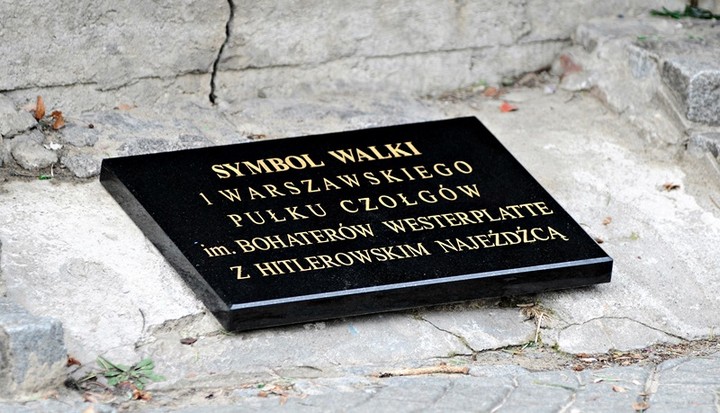 SYMBOL WALKI
I WARSZAWSKIEGO
PUŁKU CZOŁGÓW
im. BOHATERÓW WESTERPLATTE
Z HITLEROWSKIM NAJEŹDŹCĄ